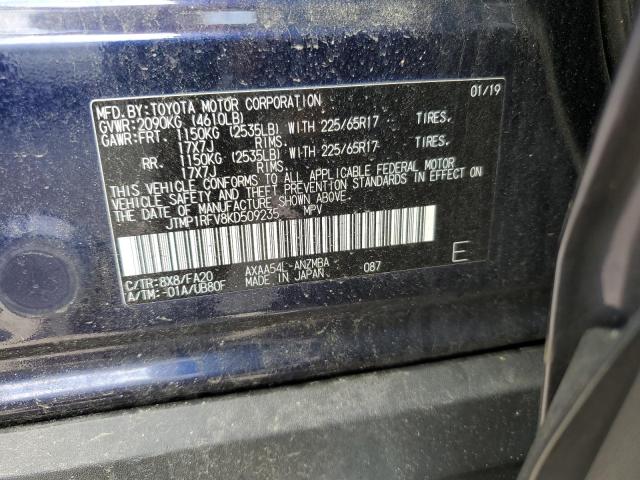 MFD. BY: TOYOTA MOTOR CORPORATION 01/19
GVWR: 2090KG (4610LB)
GAWR: FRT. 1150KG (2535LB) WITH 225/65R17 TIRES.
17X7J RIMS.
RR. 1150KG (2535LB) WITH 225/65R17 TIRES.
17X7J RIMS.
THIS VEHICLE CONFORMS TO ALL APPLICABLE FEDERAL MOTOR
VEHICLE SAFETY AND THEFT PREVENTION STANDARDS IN EFFECT ON
THE DATE OF MANUFACTURE SHOWN ABOVE.
JTMP1RFV8KD509235 MPV
E
C/TR: 8X8/FA20 AXAA54L-ANZMBA
A/TM: -01A/UB80F MADE IN JAPAN 087